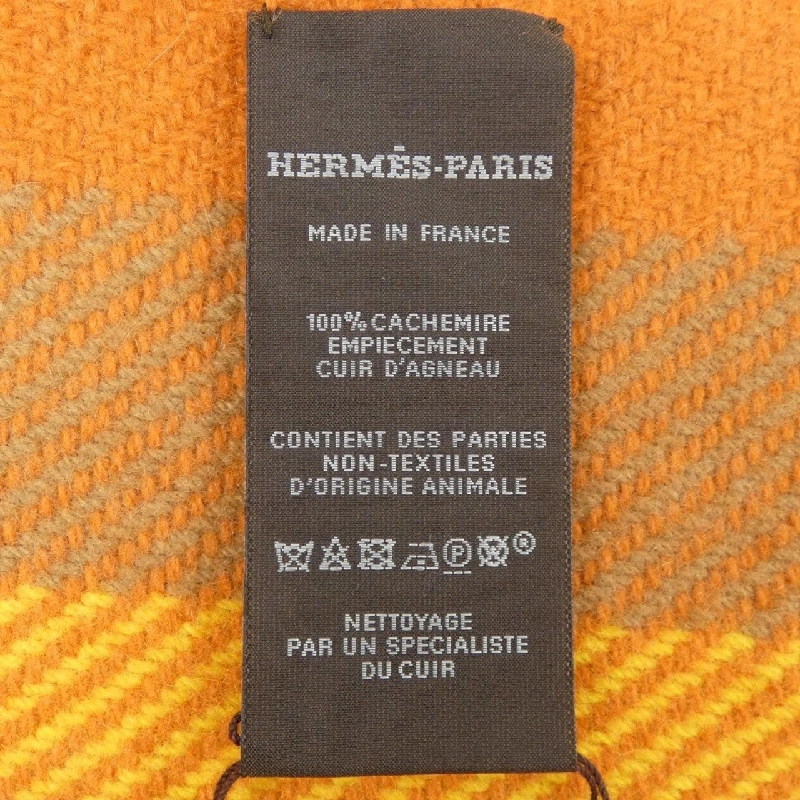 HERMÈS-PARIS
MADE IN FRANCE
100% CACHEMIRE
EMPIECEMENT
CUIR D'AGNEAU
CONTIENT DES PARTIES
NON-TEXTILES
D'ORIGINE ANIMALE
P W ®
NETTOYAGE
PAR UN SPECIALISTE
DU CUIR